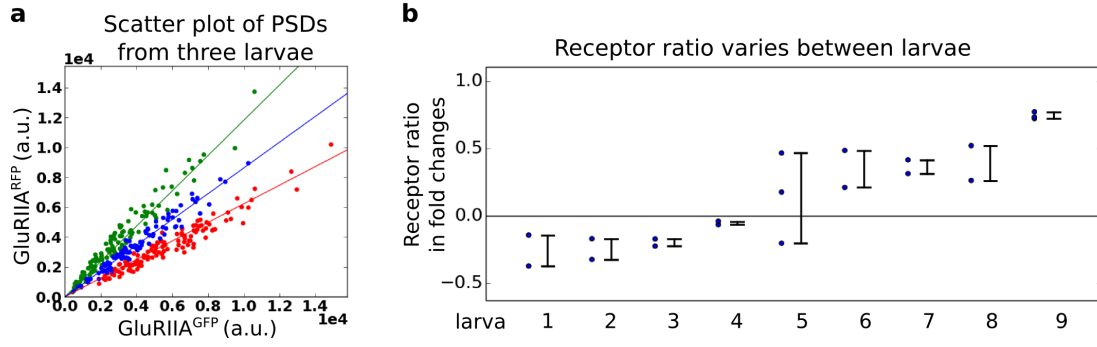 a
Scatter plot of PSDs
from three larvae
1e4
GluRIIA^RFP (a.u.)
1.4
1.2
1.0
0.8
0.6
0.4
0.2
0.0
0.0 0.2 0.4 0.6 0.8 1.0 1.2 1.4
1e4
GluRIIA^GFP (a.u.)
b
Receptor ratio varies between larvae
Receptor ratio
in fold changes
1.0
0.5
0.0
−0.5
larva 1 2 3 4 5 6 7 8 9